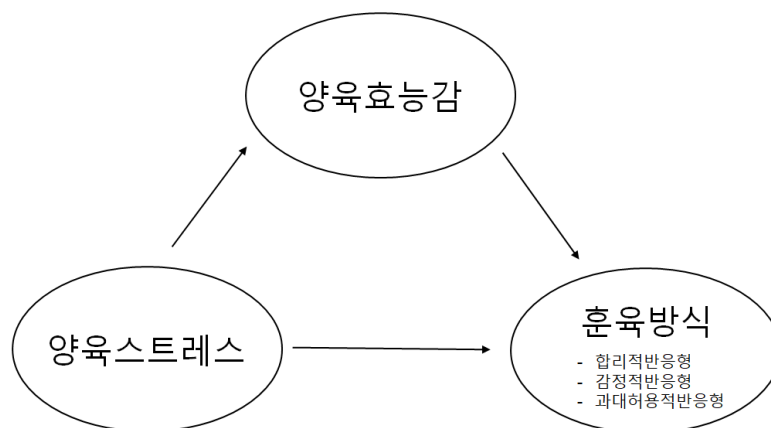 양육효능감
양육스트레스
훈육방식
- 합리적반응형
- 감정적반응형
- 과대허용적반응형